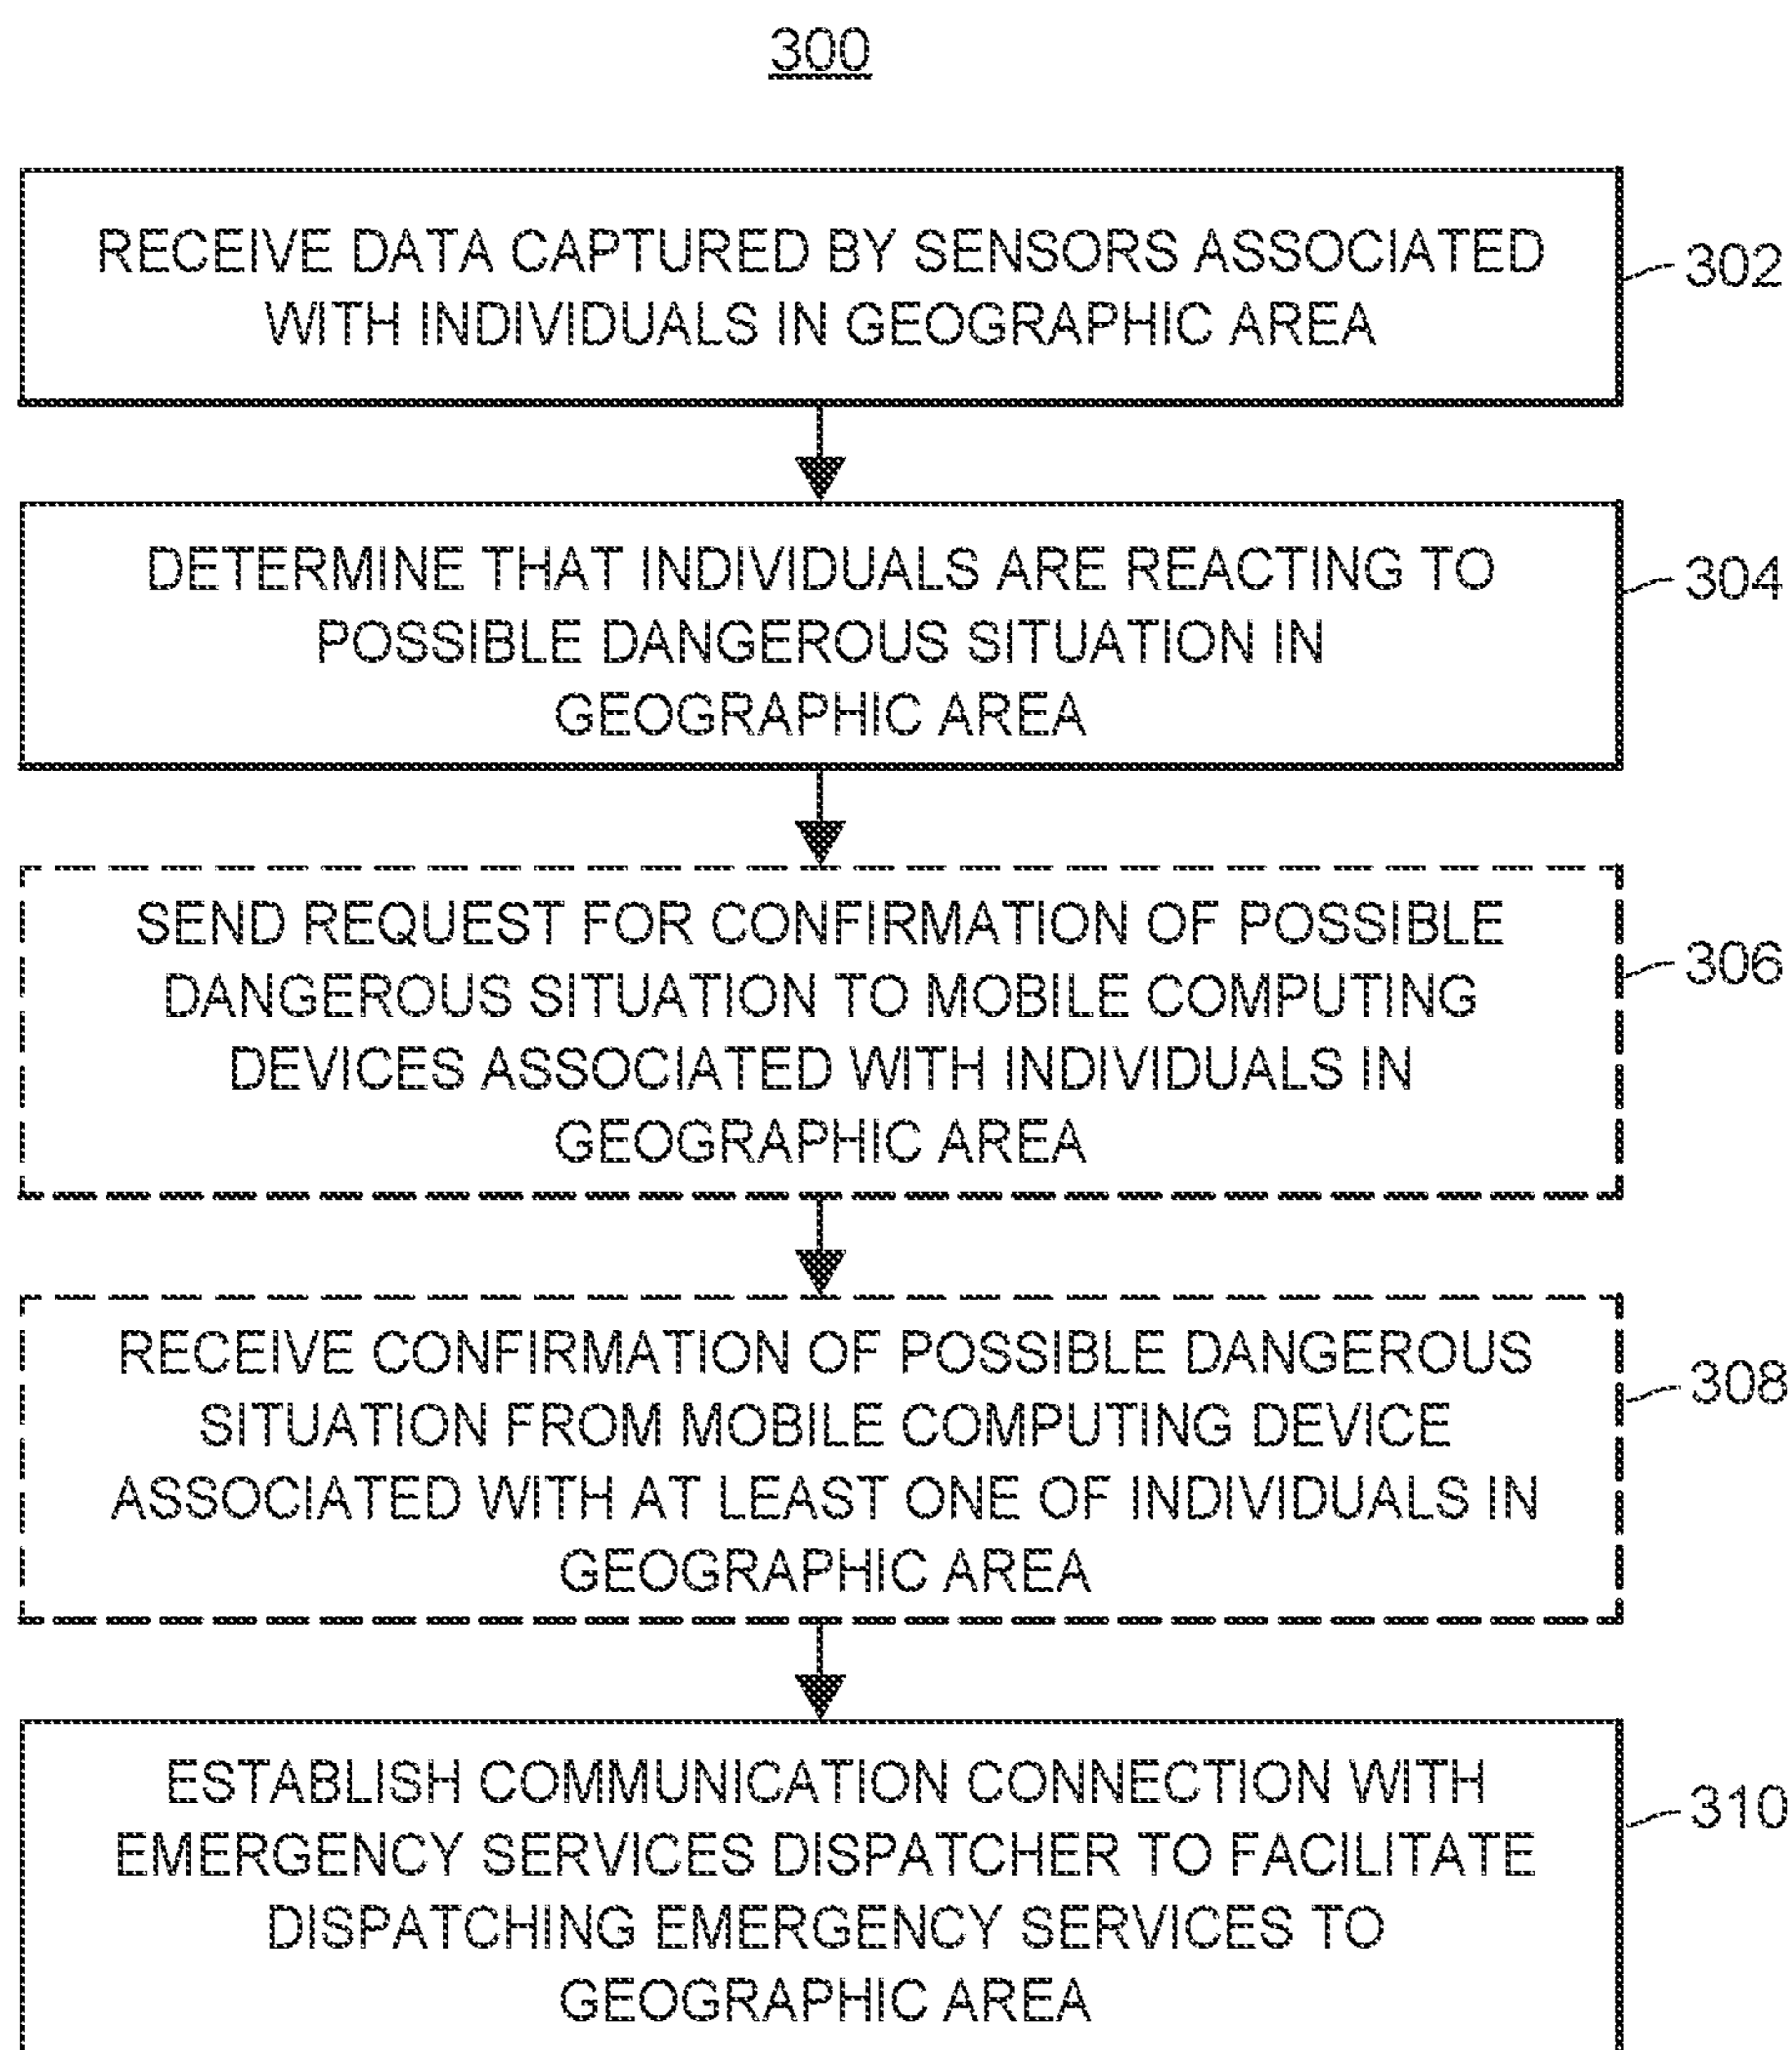 300
RECEIVE DATA CAPTURED BY SENSORS ASSOCIATED
WITH INDIVIDUALS IN GEOGRAPHIC AREA
302
DETERMINE THAT INDIVIDUALS ARE REACTING TO
POSSIBLE DANGEROUS SITUATION IN
GEOGRAPHIC AREA
304
SEND REQUEST FOR CONFIRMATION OF POSSIBLE
DANGEROUS SITUATION TO MOBILE COMPUTING
DEVICES ASSOCIATED WITH INDIVIDUALS IN
GEOGRAPHIC AREA
306
RECEIVE CONFIRMATION OF POSSIBLE DANGEROUS
SITUATION FROM MOBILE COMPUTING DEVICE
ASSOCIATED WITH AT LEAST ONE OF INDIVIDUALS IN
GEOGRAPHIC AREA
308
ESTABLISH COMMUNICATION CONNECTION WITH
EMERGENCY SERVICES DISPATCHER TO FACILITATE
DISPATCHING EMERGENCY SERVICES TO
GEOGRAPHIC AREA
310